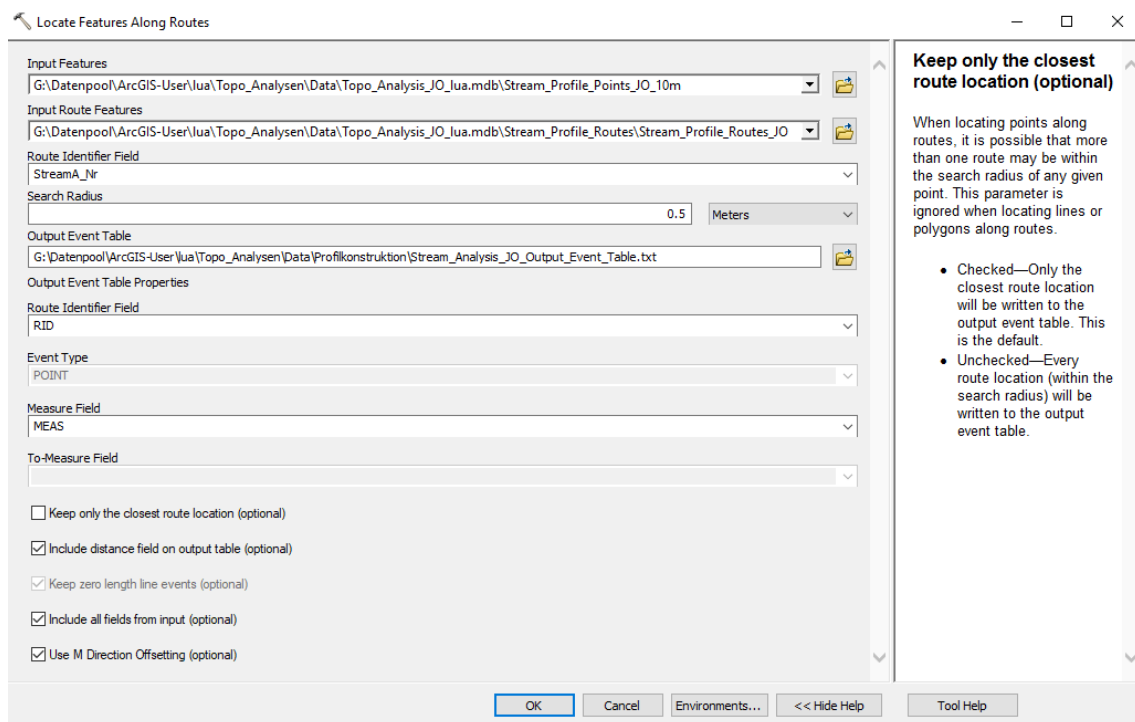 Locate Features Along Routes
Input Features
G:\Datenpool\ArcGIS-User\lua\Topo_Analysen\Data\Topo_Analysis_JO_lua.mdb\Stream_Profile_Points_JO_10m
Input Route Features
G:\Datenpool\ArcGIS-User\lua\Topo_Analysen\Data\Topo_Analysis_JO_lua.mdb\Stream_Profile_Routes\Stream_Profile_Routes_JO
Route Identifier Field
StreamA_Nr
Search Radius
0.5 Meters
Output Event Table
G:\Datenpool\ArcGIS-User\lua\Topo_Analysen\Data\Profilkonstruktion\Stream_Analysis_JO_Output_Event_Table.txt
Output Event Table Properties
Route Identifier Field
RID
Event Type
POINT
Measure Field
MEAS
To-Measure Field
Keep only the closest route location (optional)
Include distance field on output table (optional)
Keep zero length line events (optional)
Include all fields from input (optional)
Use M Direction Offsetting (optional)
Keep only the closest
route location (optional)
When locating points along
routes, it is possible that more
than one route may be within
the search radius of any given
point. This parameter is
ignored when locating lines or
polygons along routes.
• Checked—Only the
closest route location
will be written to the
output event table. This
is the default.
• Unchecked—Every
route location (within the
search radius) will be
written to the output
event table.
OK Cancel Environments... << Hide Help Tool Help